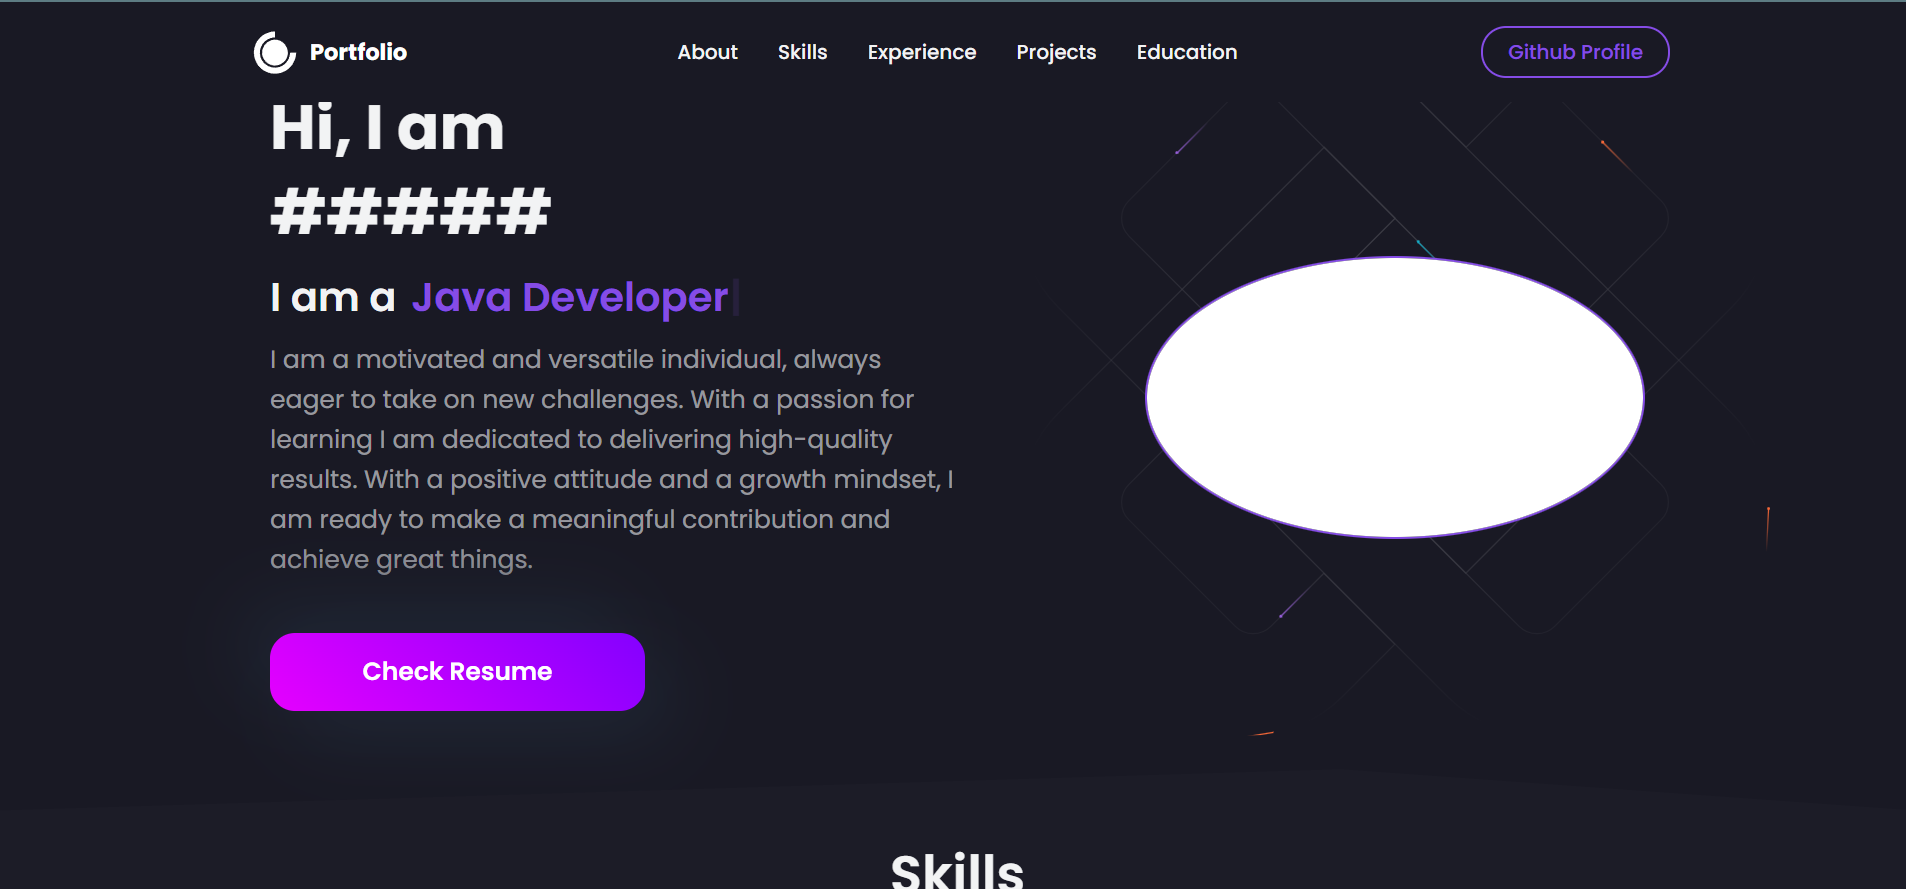 Portfolio
About Skills Experience Projects Education
Github Profile
Hi, I am
#####
I am a Java Developer
I am a motivated and versatile individual, always
eager to take on new challenges. With a passion for
learning I am dedicated to delivering high-quality
results. With a positive attitude and a growth mindset, I
am ready to make a meaningful contribution and
achieve great things.
Check Resume
Skills